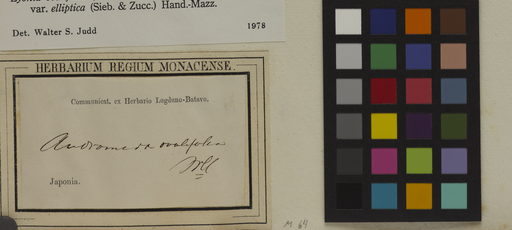 var. elliptica (Sieb. & Zucc.) Hand.-Mazz.
Det. Walter S. Judd 1978
HERBARIUM REGIUM MONACENSE.
Communicat. ex Herbario Lugduno-Batavo.
Andromeda ovalifolia
Japonia.